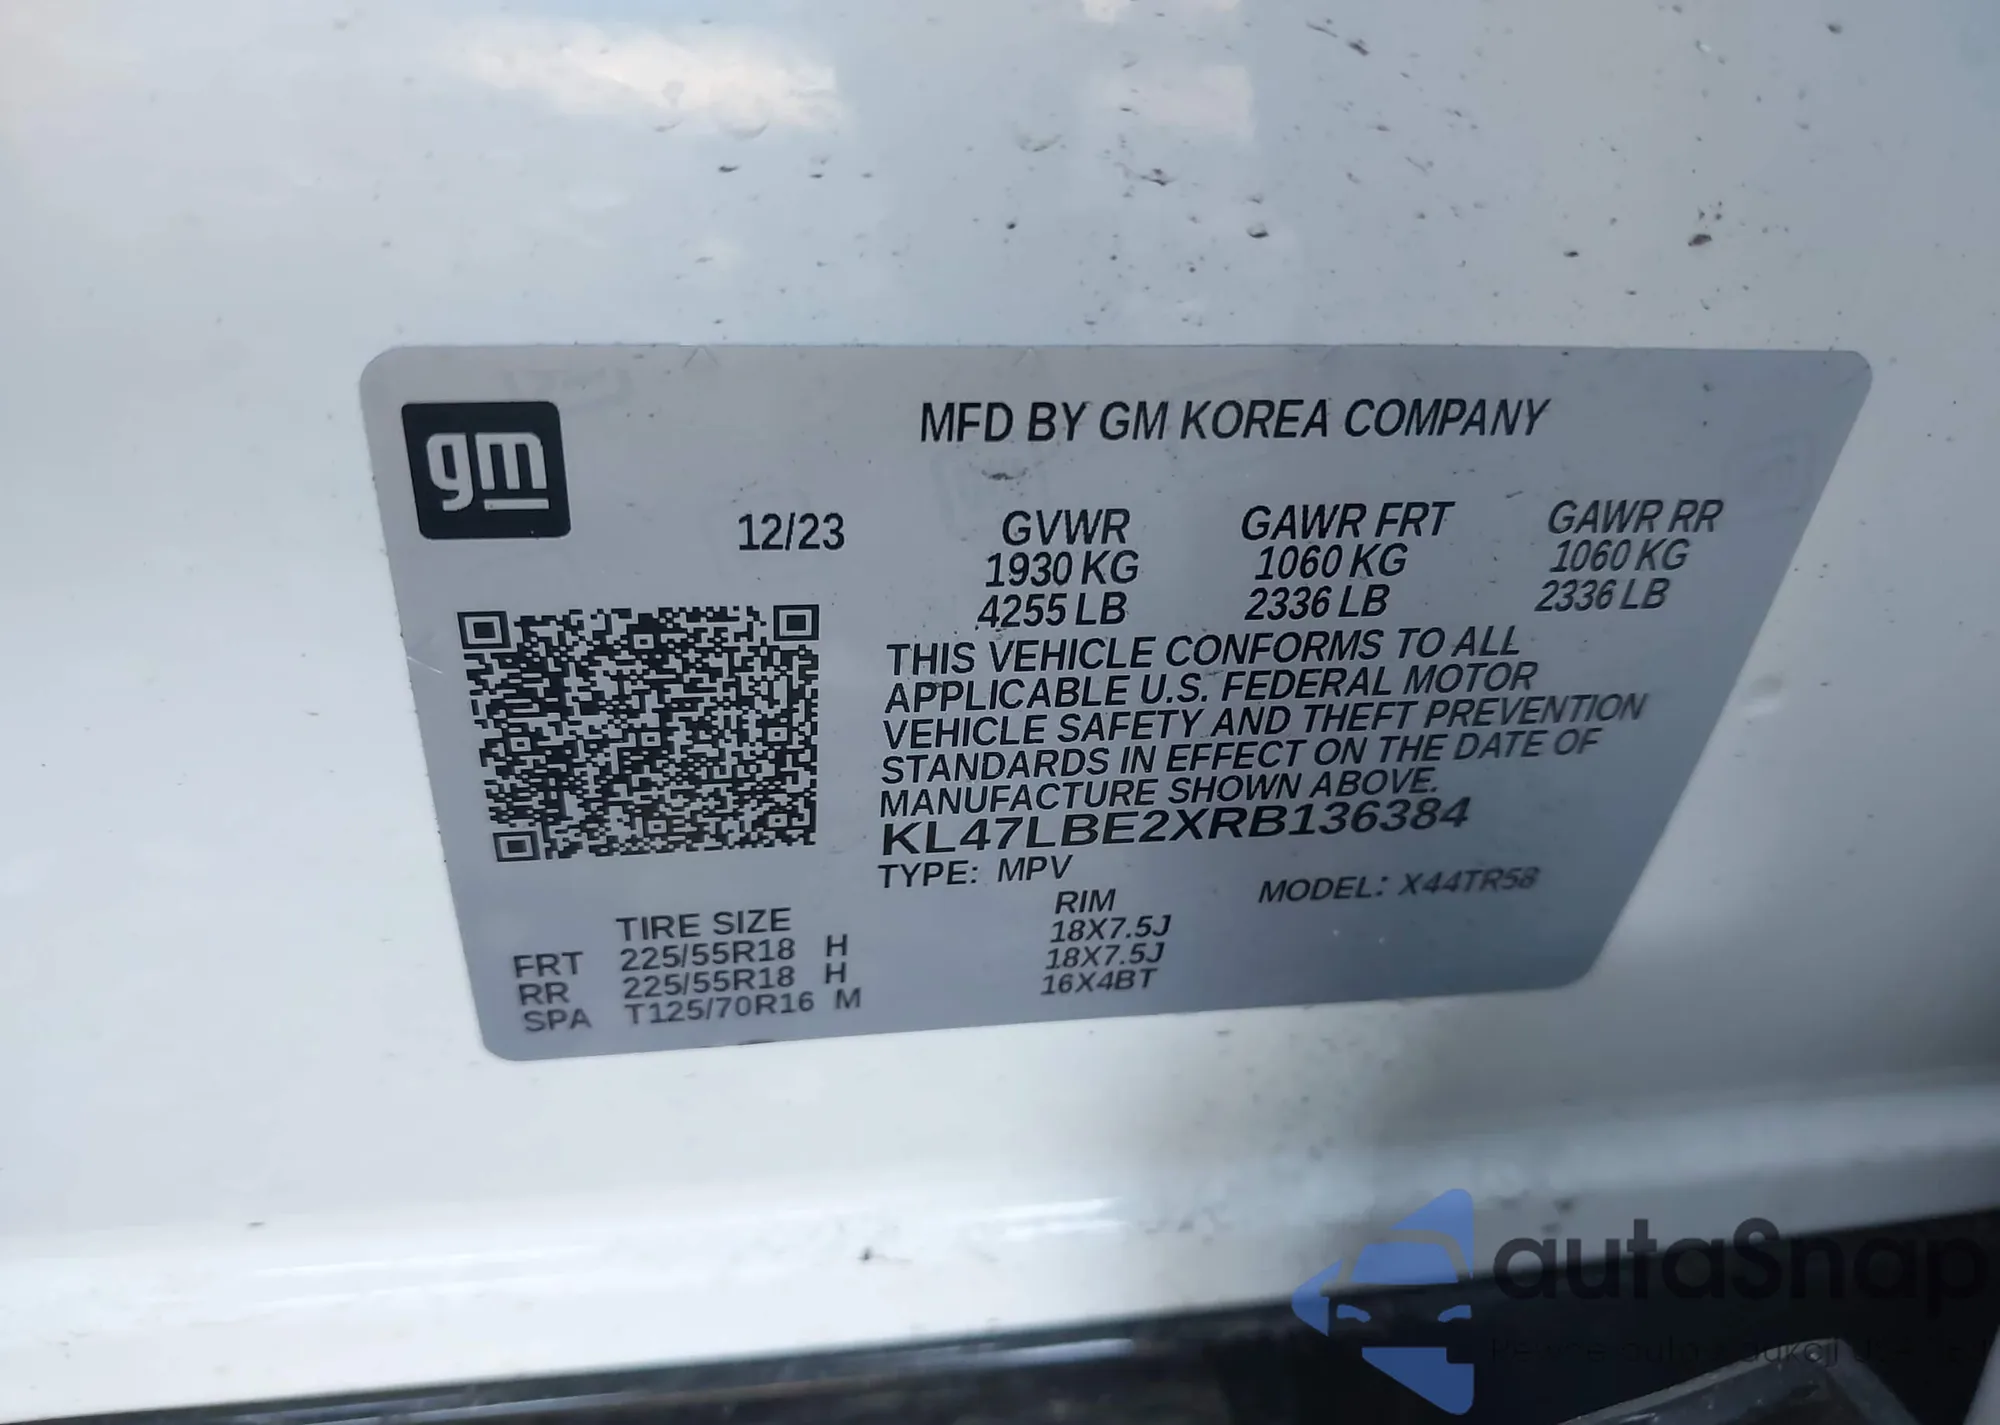 gm
MFD BY GM KOREA COMPANY
12/23
GVWR GAWR FRT GAWR RR
1930 KG 1060 KG 1060 KG
4255 LB 2336 LB 2336 LB
THIS VEHICLE CONFORMS TO ALL
APPLICABLE U.S. FEDERAL MOTOR
VEHICLE SAFETY AND THEFT PREVENTION
STANDARDS IN EFFECT ON THE DATE OF
MANUFACTURE SHOWN ABOVE.
KL47LBE2XRB136384
TYPE: MPV MODEL: X44TR58
TIRE SIZE RIM
FRT 225/55R18 H 18X7.5J
RR 225/55R18 H 18X7.5J
SPA T125/70R16 M 16X4BT
autaSnap